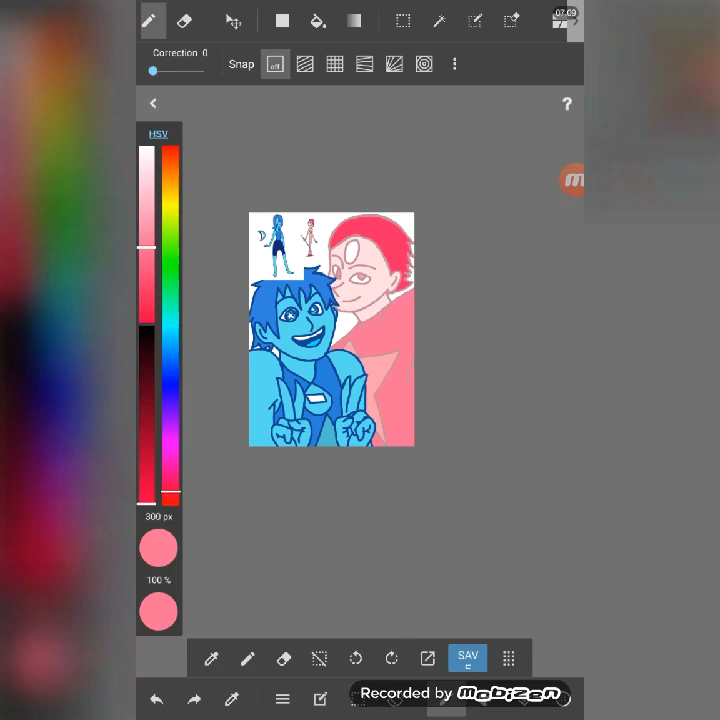 07:09
Correction 0
Snap
off
?
HSV
300 px
100 %
SAV
Recorded by mobizen